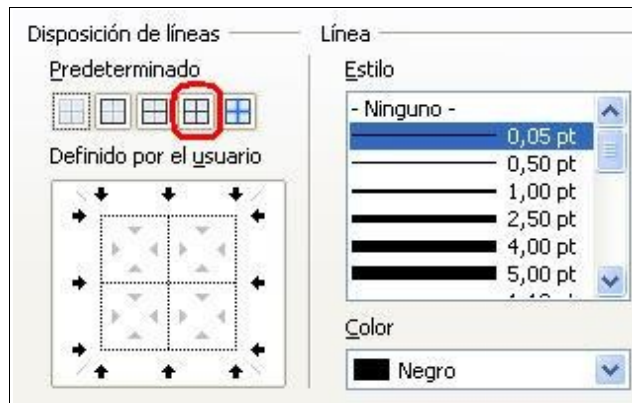 Disposición de líneas
Predeterminado
Definido por el usuario
Línea
Estilo
- Ninguno -
0,05 pt
0,50 pt
1,00 pt
2,50 pt
4,00 pt
5,00 pt
Color
Negro